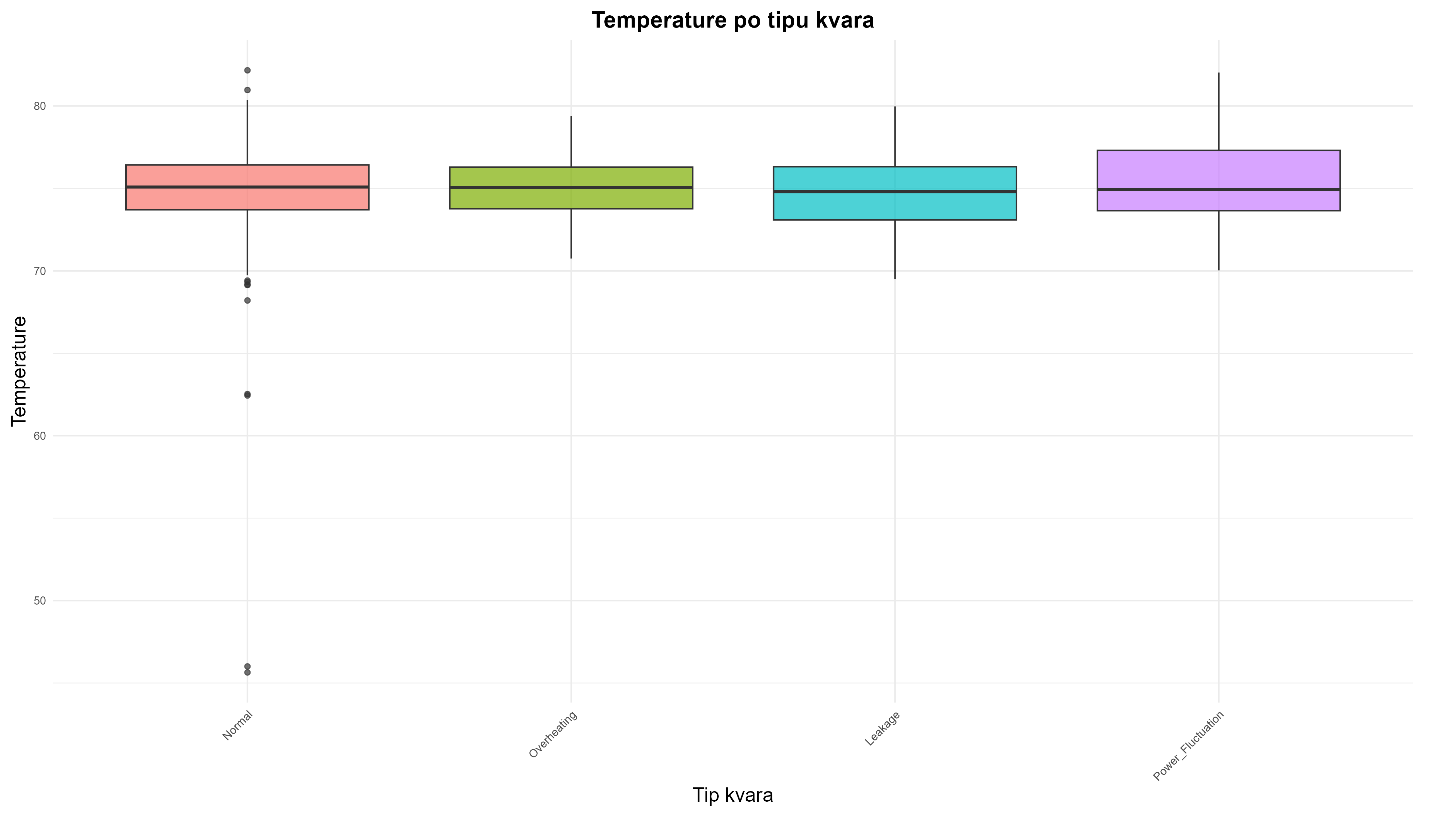 Temperature po tipu kvara
Temperature
80
70
60
50
Normal
Overheating
Leakage
Power_Fluctuation
Tip kvara